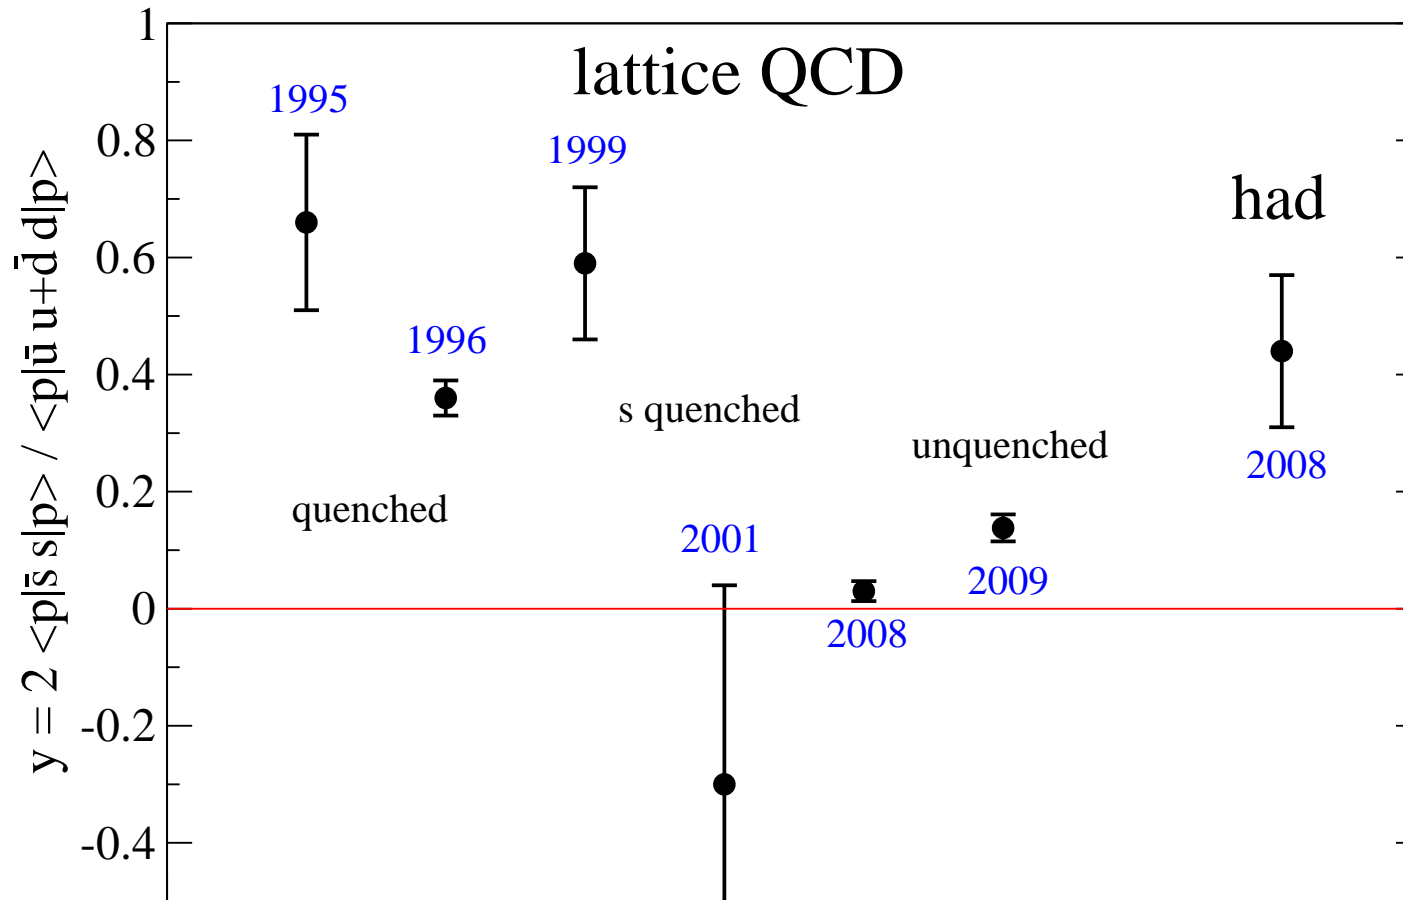 lattice QCD
had
1995
1996
1999
2001
2008
2009
2008
quenched
s quenched
unquenched
1
0.8
0.6
0.4
0.2
0
-0.2
-0.4
y = 2 <p|s̄ s|p> / <p|ū u+d̄ d|p>